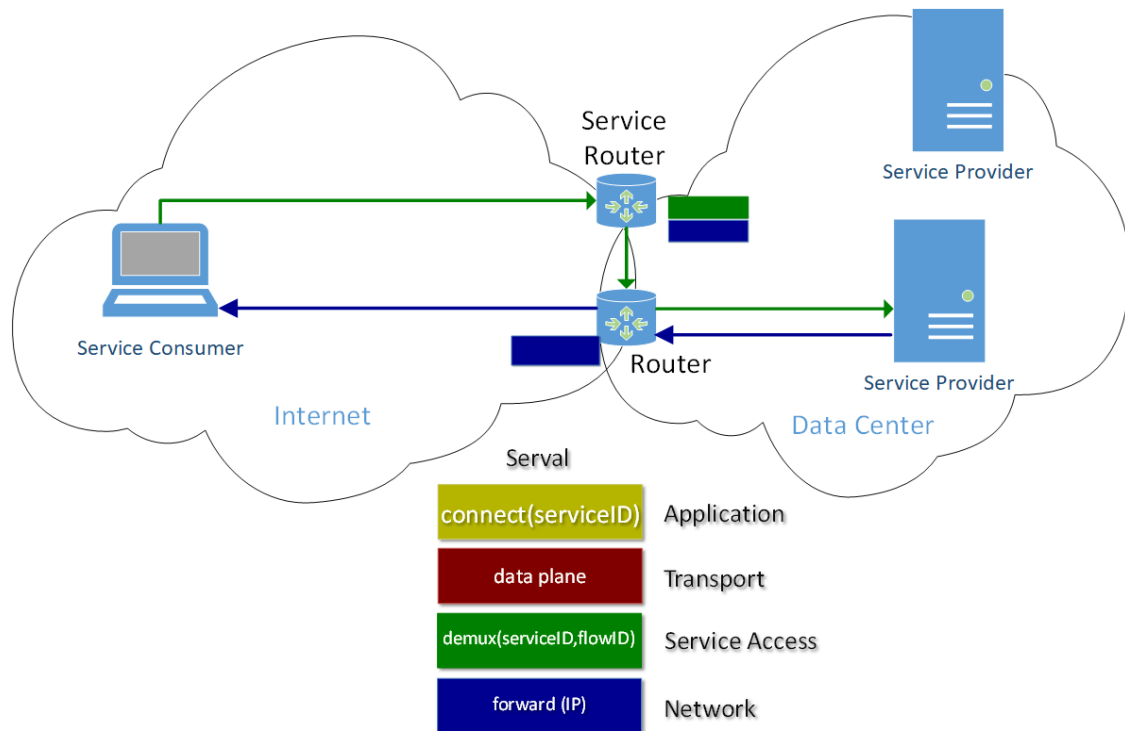 Service
Router
Service Provider
Service Consumer
Router
Service Provider
Internet
Data Center
Serval
connect(serviceID)
Application
data plane
Transport
demux(serviceID,flowID)
Service Access
forward (IP)
Network